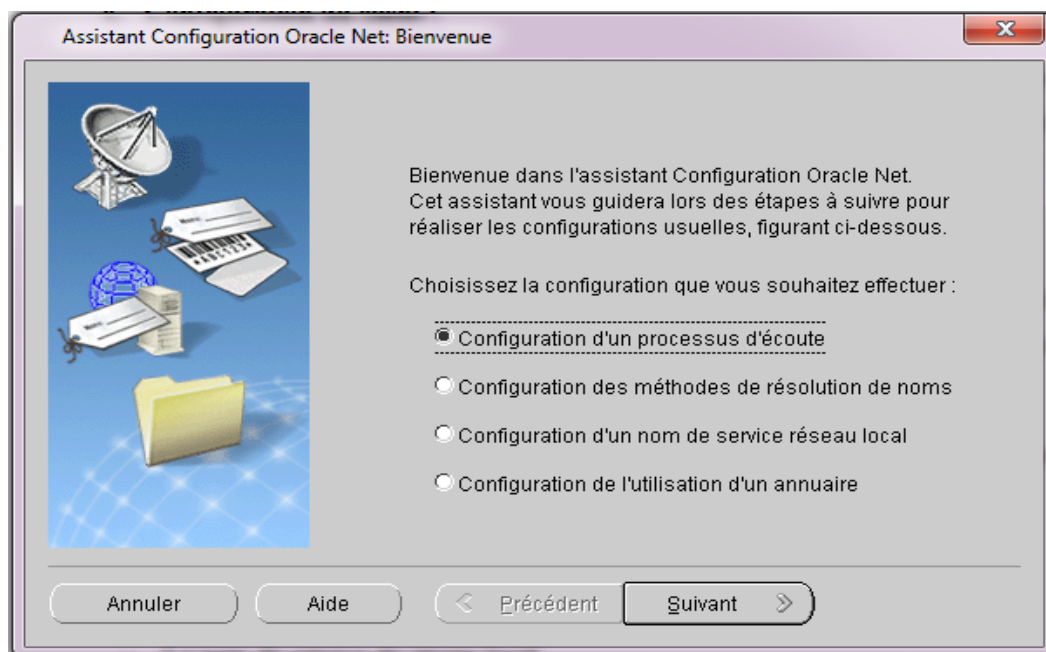 Assistant Configuration Oracle Net: Bienvenue
Bienvenue dans l'assistant Configuration Oracle Net.
Cet assistant vous guidera lors des étapes à suivre pour
réaliser les configurations usuelles, figurant ci-dessous.
Choisissez la configuration que vous souhaitez effectuer :
Configuration d'un processus d'écoute
Configuration des méthodes de résolution de noms
Configuration d'un nom de service réseau local
Configuration de l'utilisation d'un annuaire
Annuler
Aide
Précédent
Suivant